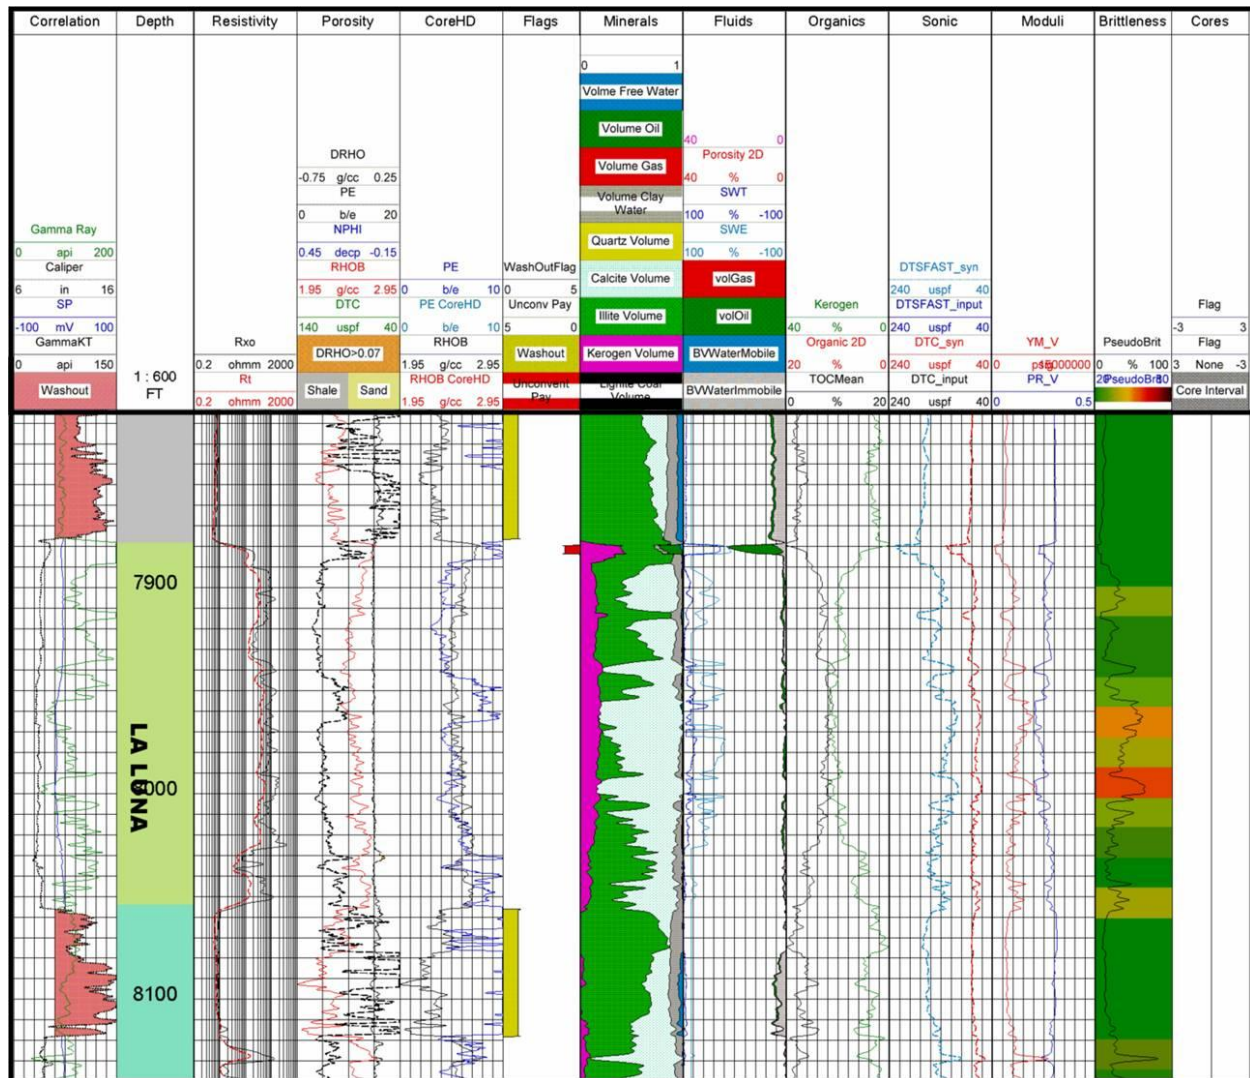 Correlation
Depth
Resistivity
Porosity
CoreHD
Flags
Minerals
Fluids
Organics
Sonic
Moduli
Brittleness
Cores
Gamma Ray
0 api 200
Caliper
6 in 16
SP
-100 mV 100
GammaKT
0 api 150
Washout
1 : 600
FT
Rxo
0.2 ohmm 2000
Rt
0.2 ohmm 2000
DRHO
-0.75 g/cc 0.25
PE
0 b/e 20
NPHI
0.45 decp -0.15
RHOB
1.95 g/cc 2.95
DTC
140 uspf 40
DRHO>0.07
Shale Sand
PE
0 b/e 10
PE CoreHD
0 b/e 10
RHOB
1.95 g/cc 2.95
RHOB CoreHD
1.95 g/cc 2.95
WashOutFlag
0 5
Unconv Pay
5 0
Washout
Unconvent
Pay
0 1
Volme Free Water
Volume Oil
Volume Gas
Volume Clay
Water
Quartz Volume
Calcite Volume
Illite Volume
Kerogen Volume
Lignite Coal
Volume
40 0
Porosity 2D
40 % 0
SWT
100 % -100
SWE
100 % -100
volGas
volOil
BVWaterMobile
BVWaterImmobile
Kerogen
40 % 0
Organic 2D
20 % 0
TOCMean
0 % 20
DTSFAST_syn
240 uspf 40
DTSFAST_input
240 uspf 40
DTC_syn
240 uspf 40
DTC_input
240 uspf 40
YM_V
0
PR_V
0 0.5
PseudoBrit
0 % 100
PseudoBrit
Flag
-3 3
Flag
3 None -3
Core Interval
7900
LA LUNA
8100